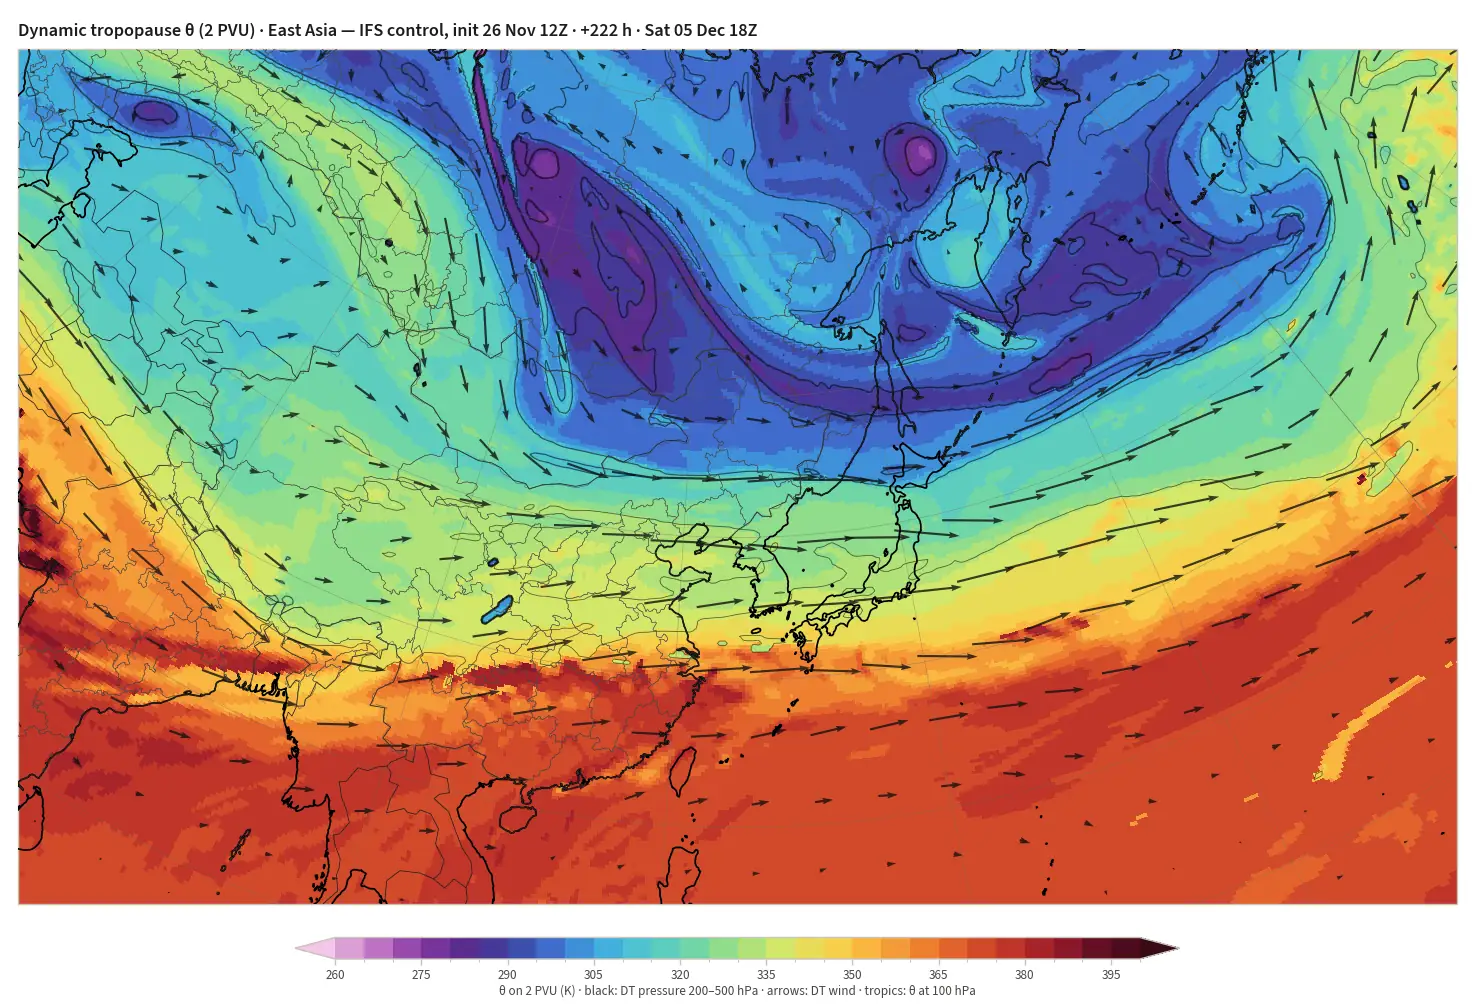 Dynamic tropopause θ (2 PVU) · East Asia — IFS control, init 26 Nov 12Z · +222 h · Sat 05 Dec 18Z
260 275 290 305 320 335 350 365 380 395
θ on 2 PVU (K) · black: DT pressure 200–500 hPa · arrows: DT wind · tropics: θ at 100 hPa